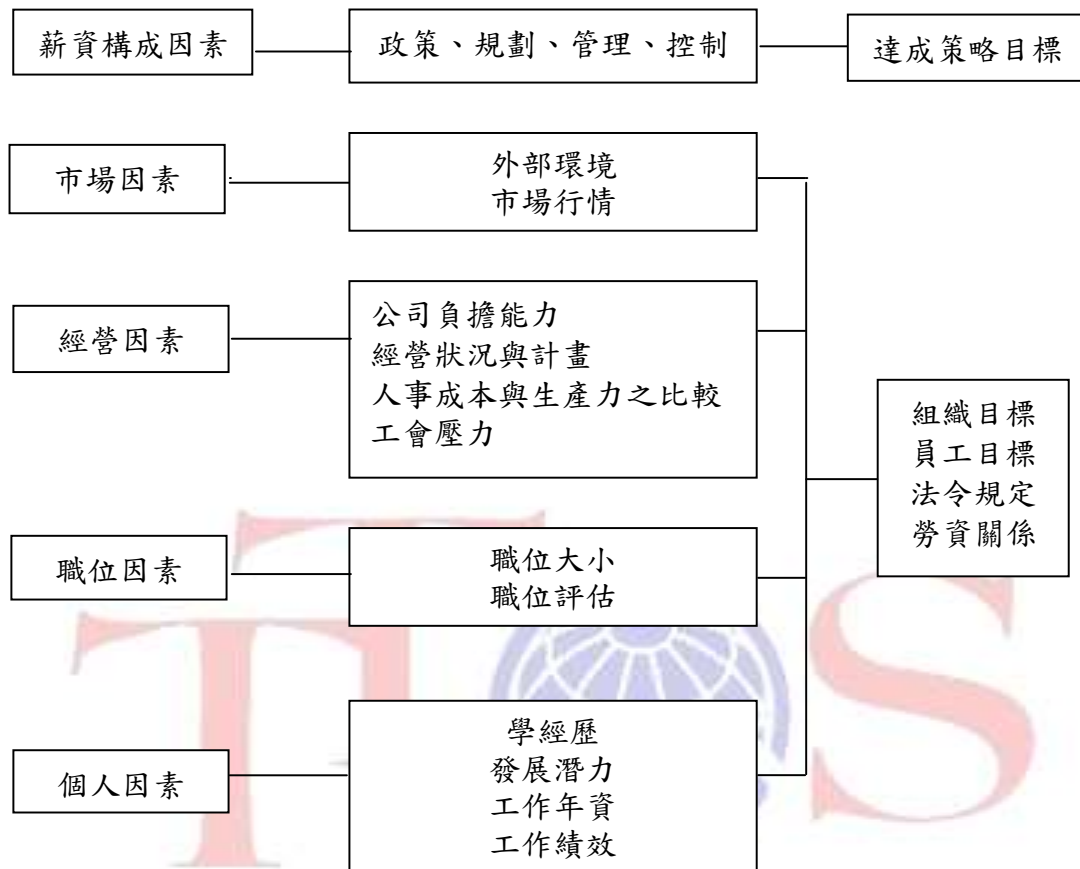 薪資構成因素
政策、規劃、管理、控制
達成策略目標
市場因素
外部環境
市場行情
經營因素
公司負擔能力
經營狀況與計畫
人事成本與生產力之比較
工會壓力
組織目標
員工目標
法令規定
勞資關係
職位因素
職位大小
職位評估
個人因素
學經歷
發展潛力
工作年資
工作績效